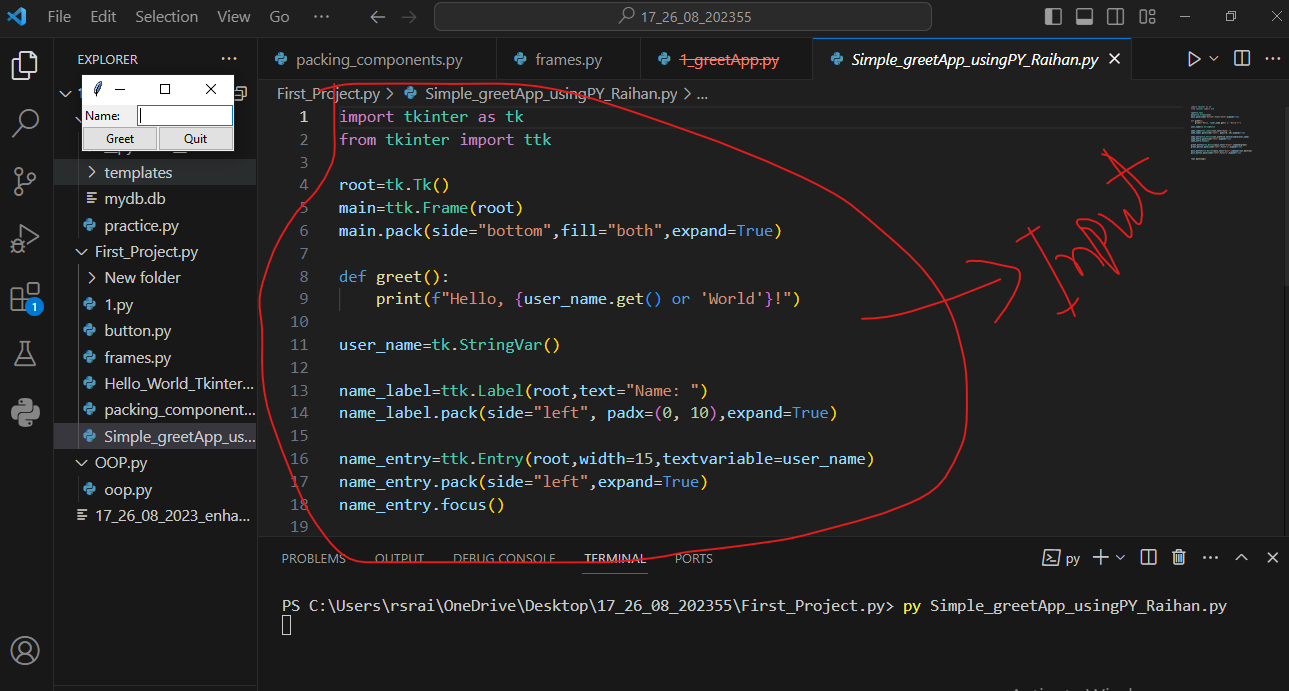 File Edit Selection View Go ··· 17_26_08_202355
EXPLORER ···
packing_components.py frames.py 1_greetApp.py Simple_greetApp_usingPY_Raihan.py
First_Project.py > Simple_greetApp_usingPY_Raihan.py > ...
Name:
Greet Quit
templates
mydb.db
practice.py
First_Project.py
New folder
1.py
button.py
frames.py
Hello_World_Tkinter...
packing_component...
Simple_greetApp_us...
OOP.py
oop.py
17_26_08_2023_enha...
1
1 import tkinter as tk
2 from tkinter import ttk
3
4 root=tk.Tk()
5 main=ttk.Frame(root)
6 main.pack(side="bottom",fill="both",expand=True)
7
8 def greet():
9 print(f"Hello, {user_name.get() or 'World'}!")
10
11 user_name=tk.StringVar()
12
13 name_label=ttk.Label(root,text="Name: ")
14 name_label.pack(side="left", padx=(0, 10),expand=True)
15
16 name_entry=ttk.Entry(root,width=15,textvariable=user_name)
17 name_entry.pack(side="left",expand=True)
18 name_entry.focus()
19
Input
PROBLEMS OUTPUT DEBUG CONSOLE TERMINAL PORTS
py
PS C:\Users\rsrai\OneDrive\Desktop\17_26_08_202355\First_Project.py> py Simple_greetApp_usingPY_Raihan.py